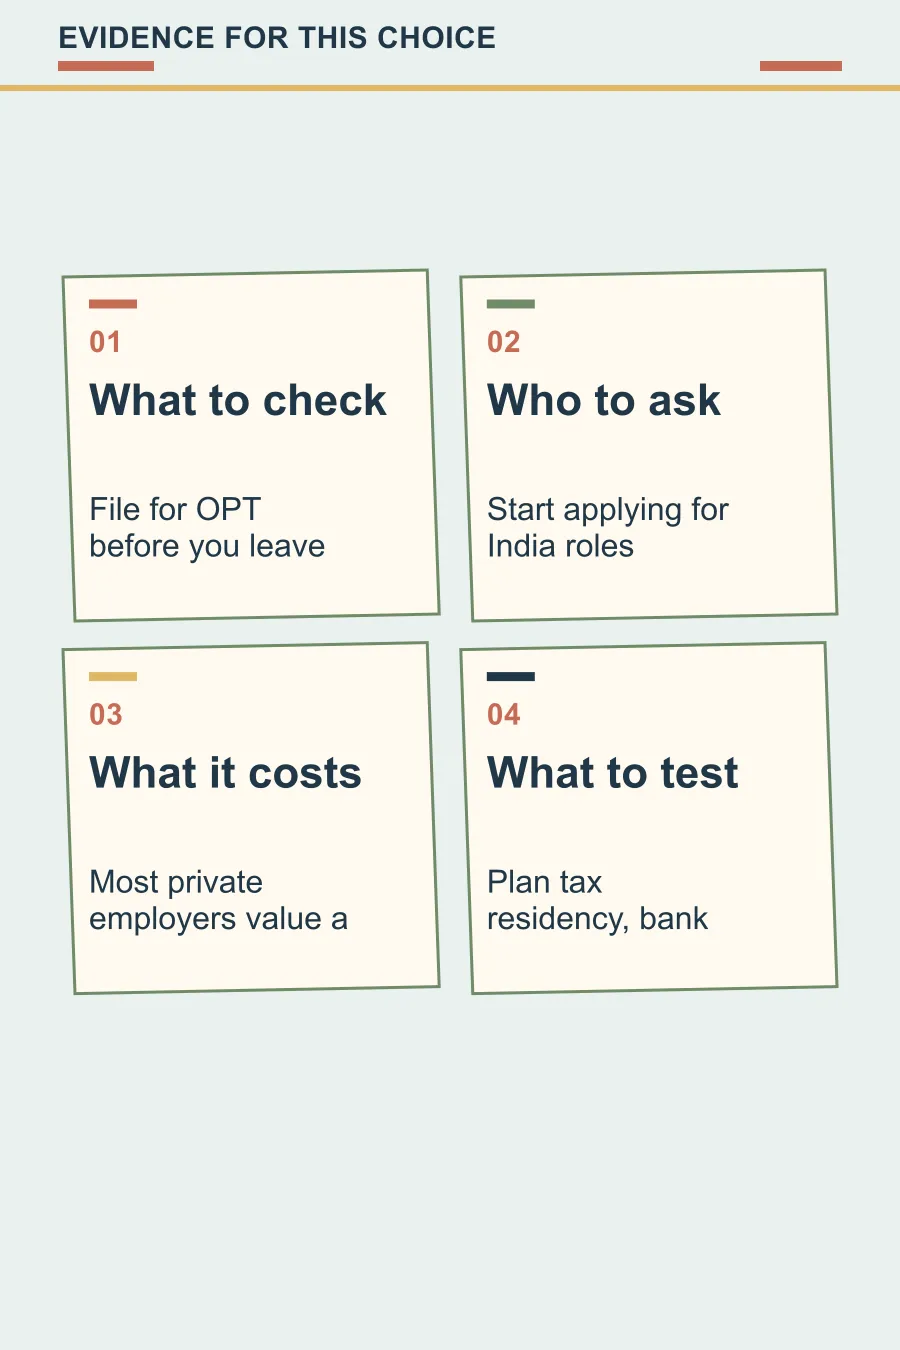 EVIDENCE FOR THIS CHOICE
01
What to check
File for OPT
before you leave
02
Who to ask
Start applying for
India roles
03
What it costs
Most private
employers value a
04
What to test
Plan tax
residency, bank